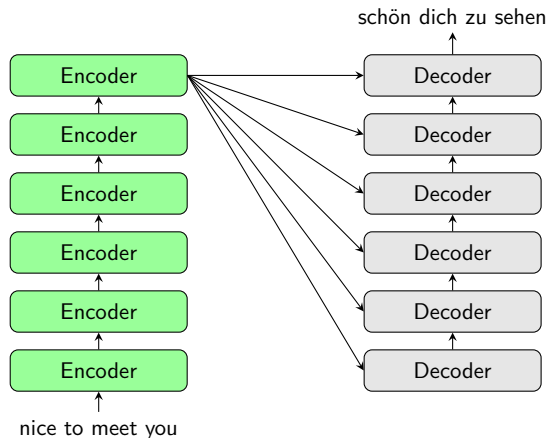 schön dich zu sehen
Encoder
Decoder
Encoder
Decoder
Encoder
Decoder
Encoder
Decoder
Encoder
Decoder
Encoder
Decoder
nice to meet you